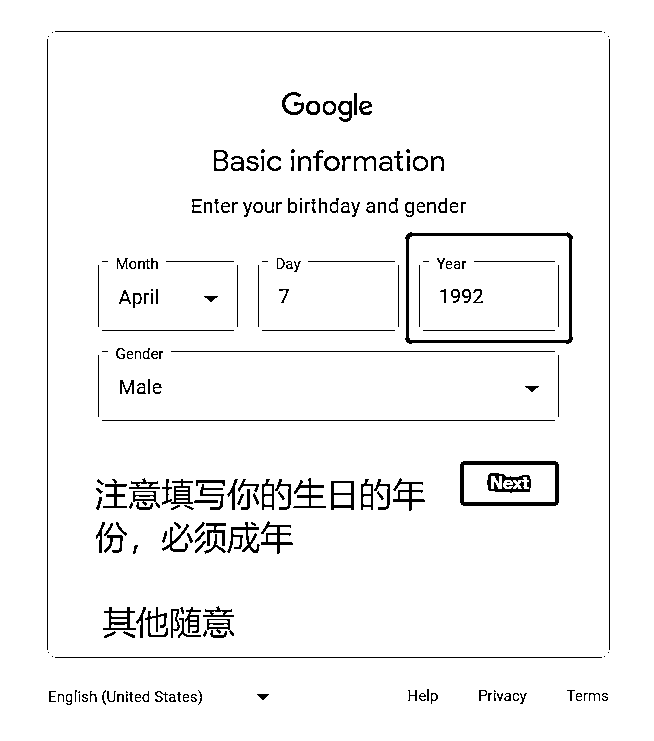 Google
Basic information
Enter your birthday and gender
Month Day Year
April 7 1992
Gender
Male
Next
注意填写你的生日的年
份，必须成年
其他随意
English (United States) Help Privacy Terms